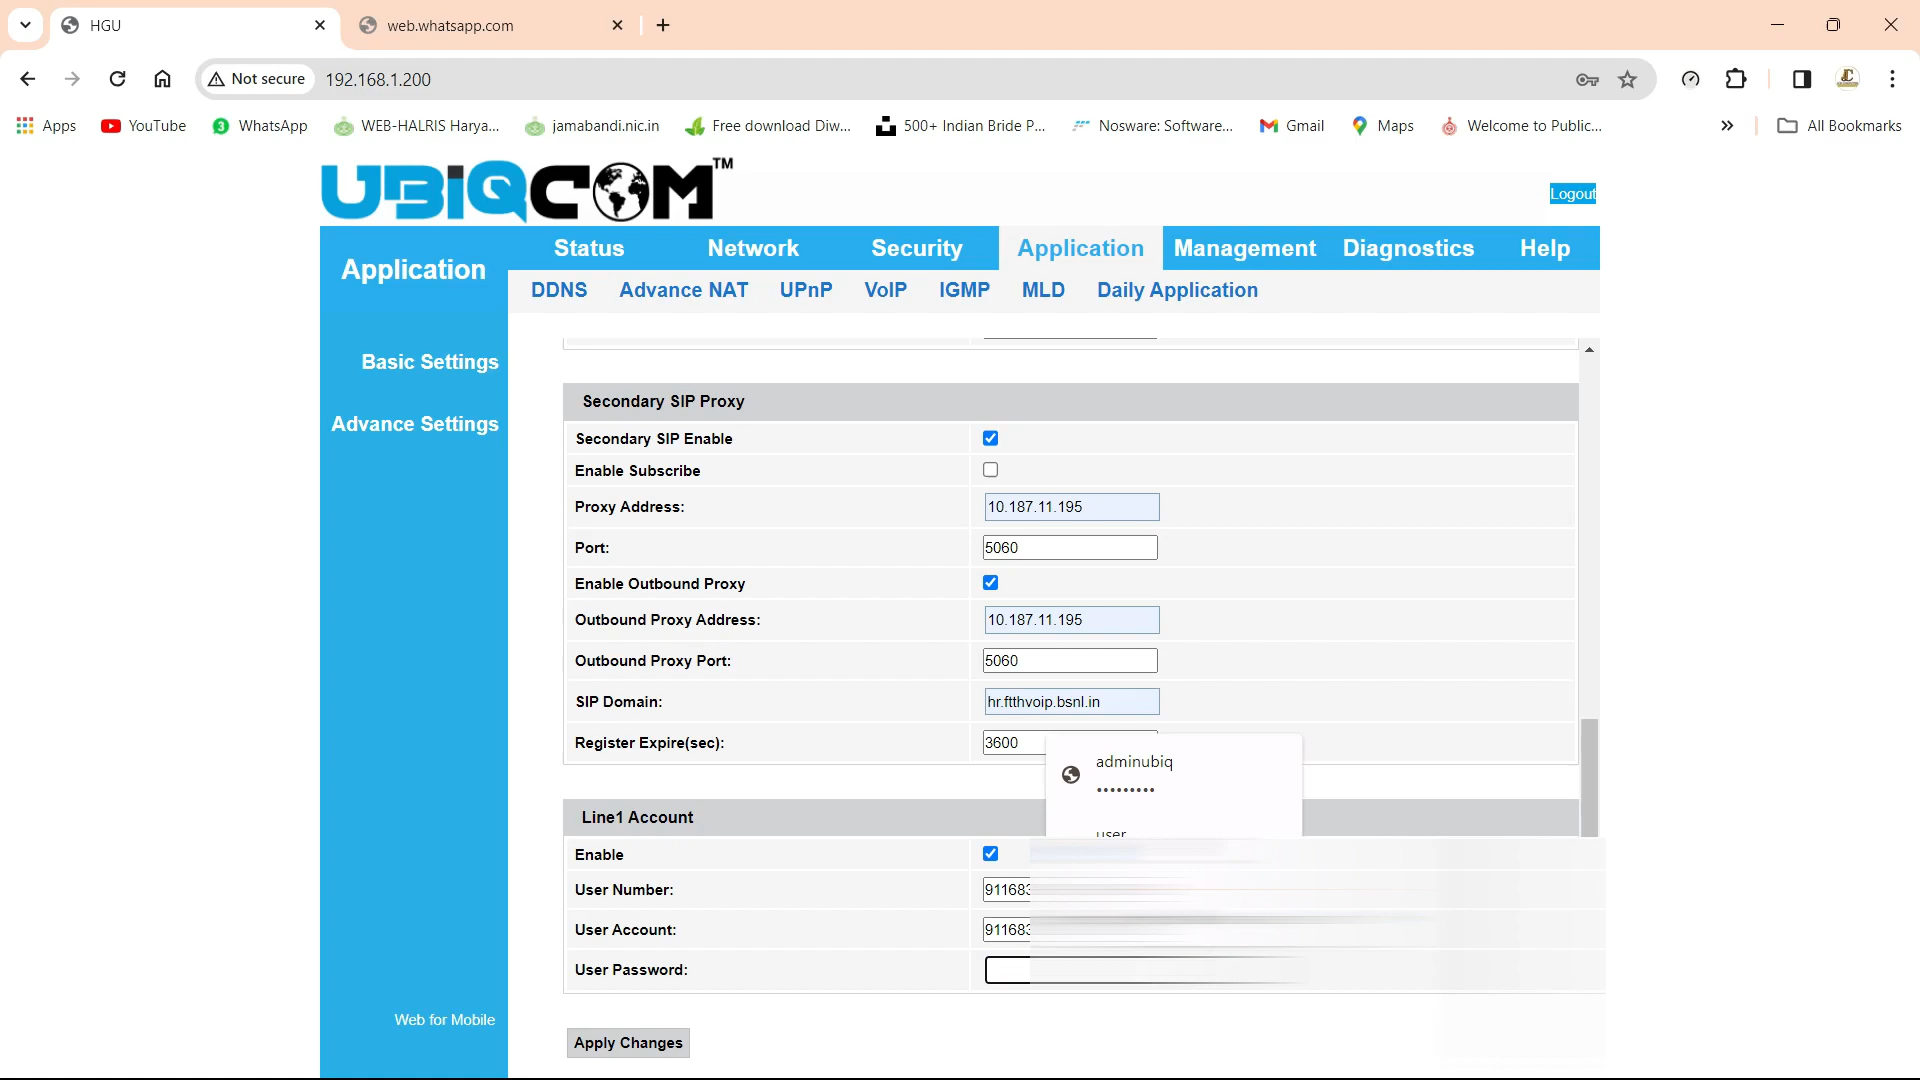 HGU
web.whatsapp.com
Not secure
192.168.1.200
Apps
YouTube
3
WhatsApp
WEB-HALRIS Harya...
jamabandi.nic.in
Free download Diw...
500+ Indian Bride P...
Nosware: Software...
Gmail
Maps
Welcome to Public...
All Bookmarks
UBIQCOM™
Logout
Application
Status
Network
Security
Application
Management
Diagnostics
Help
DDNS
Advance NAT
UPnP
VoIP
IGMP
MLD
Daily Application
Basic Settings
Advance Settings
Secondary SIP Proxy
Secondary SIP Enable
Enable Subscribe
Proxy Address:
10.187.11.195
Port:
5060
Enable Outbound Proxy
Outbound Proxy Address:
10.187.11.195
Outbound Proxy Port:
5060
SIP Domain:
hr.ftthvoip.bsnl.in
Register Expire(sec):
3600
adminubiq
•••••••••
user
Line1 Account
Enable
User Number:
91168
User Account:
91168
User Password:
Web for Mobile
Apply Changes